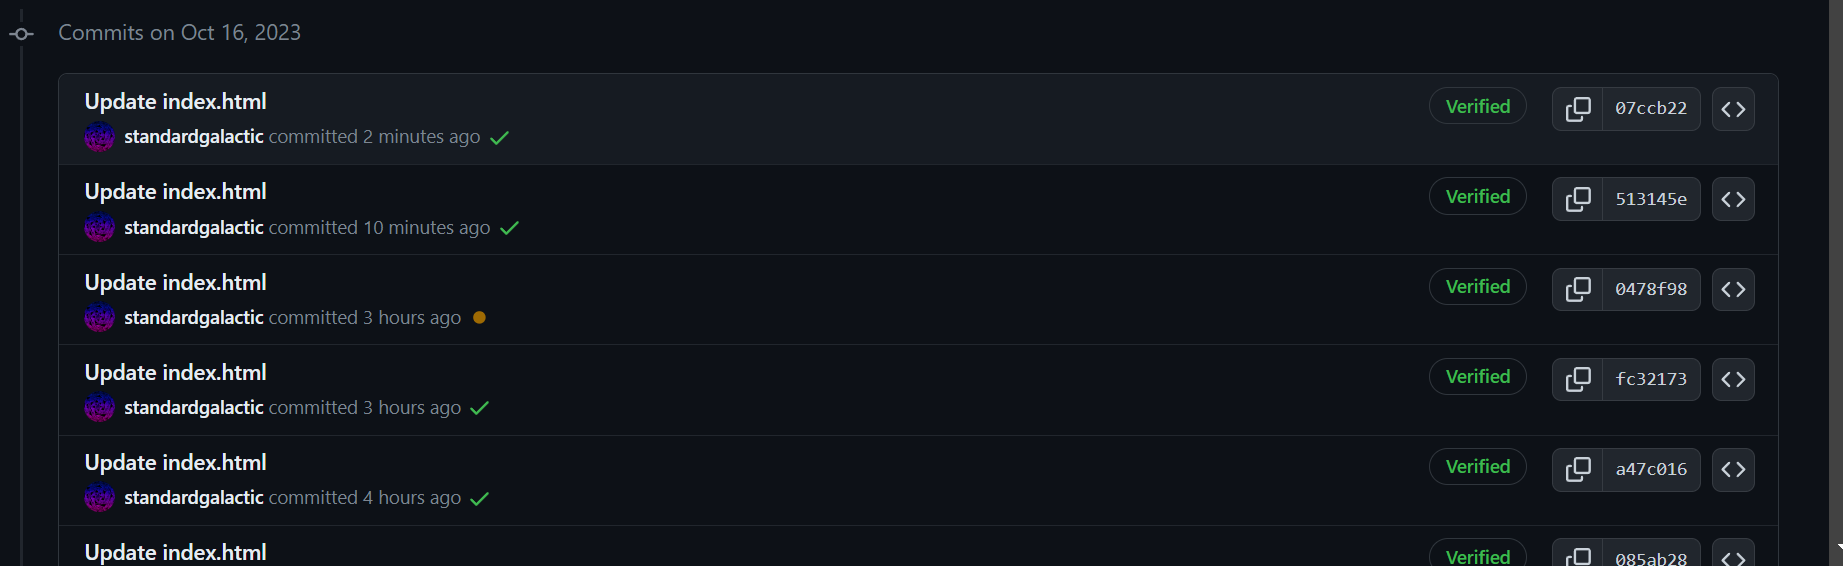 Commits on Oct 16, 2023
Update index.html
Verified
07ccb22
standardgalactic committed 2 minutes ago
Update index.html
Verified
513145e
standardgalactic committed 10 minutes ago
Update index.html
Verified
0478f98
standardgalactic committed 3 hours ago
Update index.html
Verified
fc32173
standardgalactic committed 3 hours ago
Update index.html
Verified
a47c016
standardgalactic committed 4 hours ago
Update index.html
Verified
085ab28